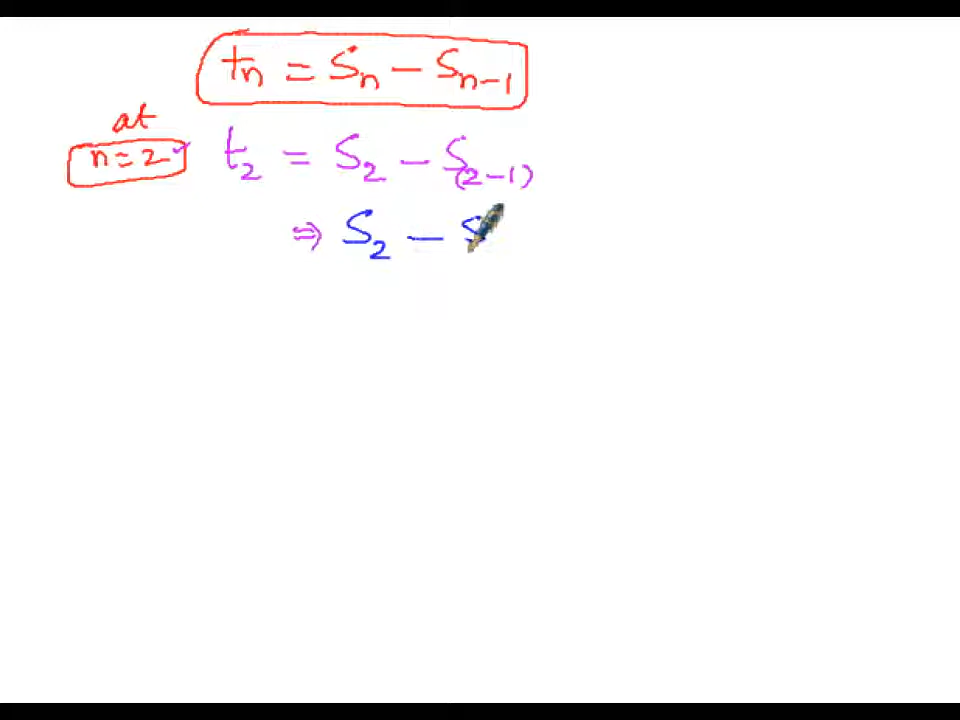 tn = Sn − Sn−1
at
n=2 t2 = S2 − S(2−1)
⇒ S2 − S